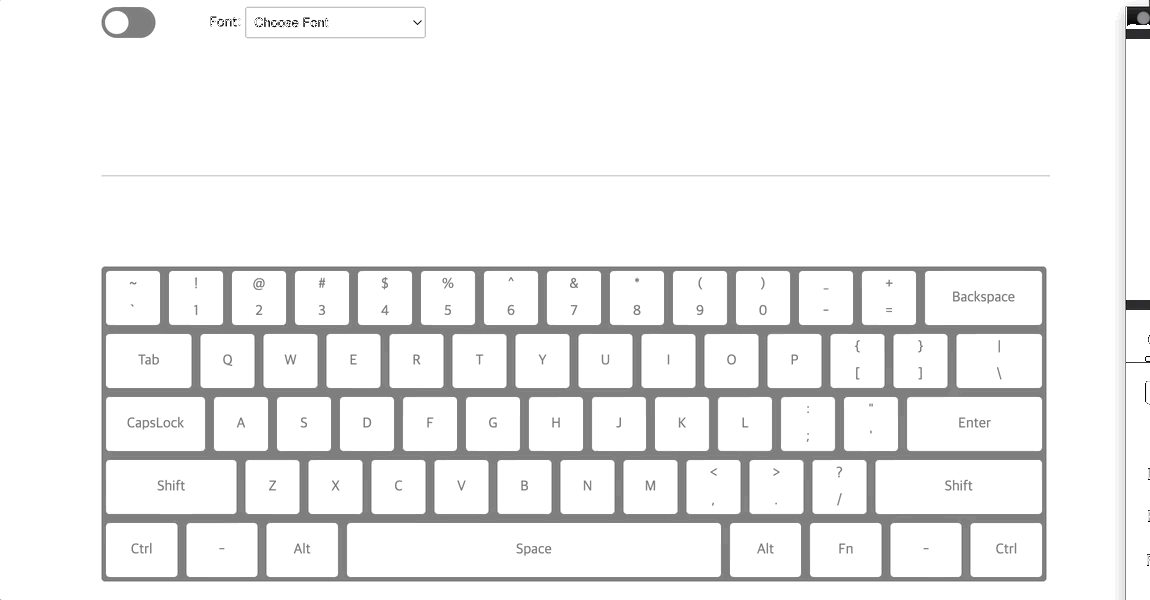 Font: Choose Font
~ ! @ # $ % ^ & * ( ) _ +
` 1 2 3 4 5 6 7 8 9 0 - = Backspace
Tab Q W E R T Y U I O P { } |
[ ] \
CapsLock A S D F G H J K L : " Enter
; '
Shift Z X C V B N M < > ? Shift
, . /
Ctrl - Alt Space Alt Fn - Ctrl